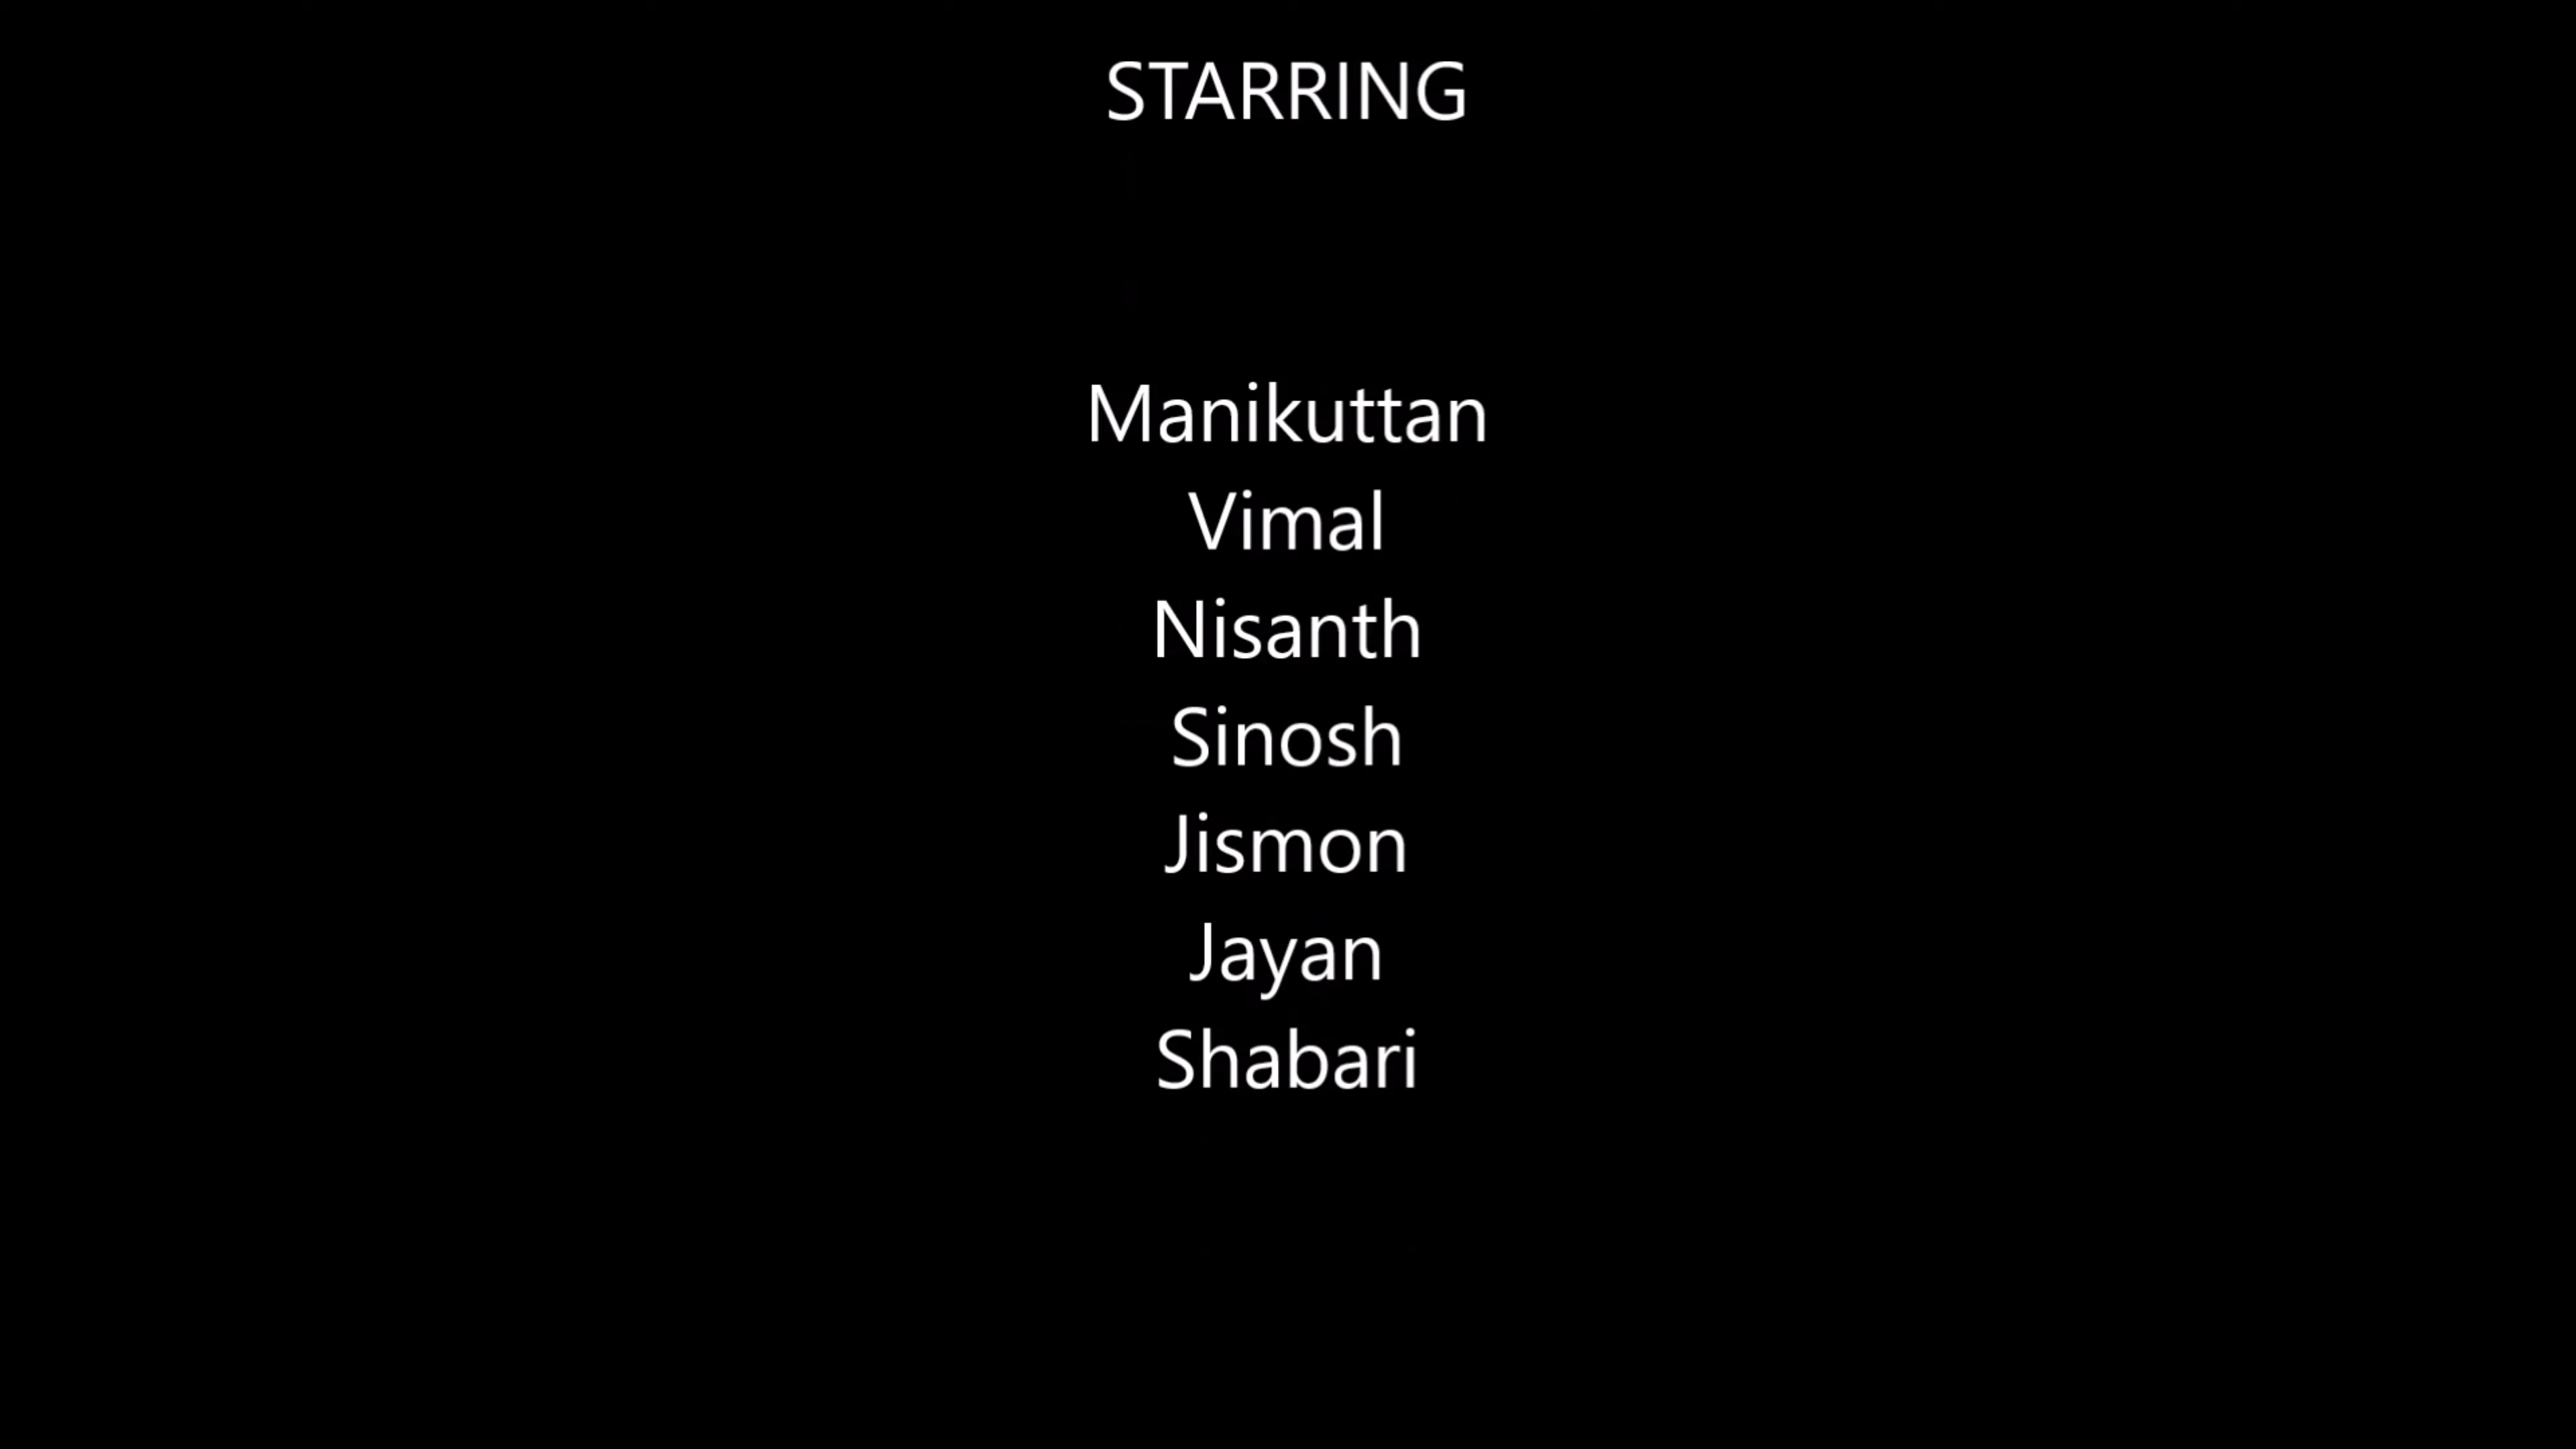 STARRING
Manikuttan
Vimal
Nisanth
Sinosh
Jismon
Jayan
Shabari